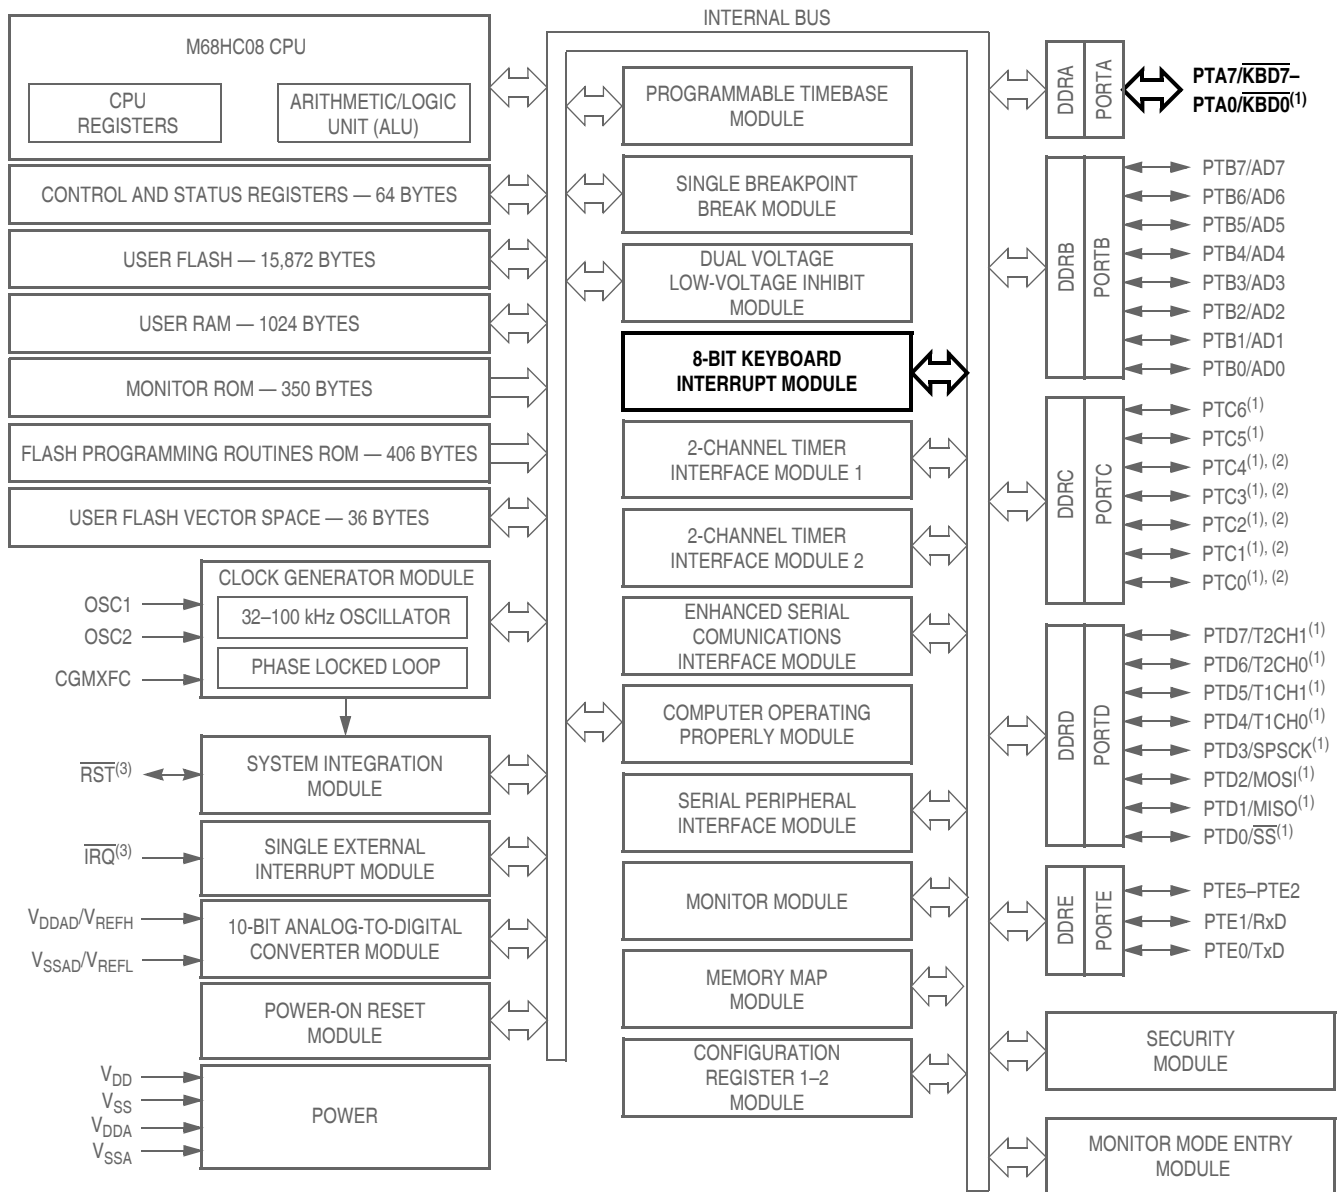 INTERNAL BUS
M68HC08 CPU
CPU
REGISTERS
ARITHMETIC/LOGIC
UNIT (ALU)
CONTROL AND STATUS REGISTERS — 64 BYTES
USER FLASH — 15,872 BYTES
USER RAM — 1024 BYTES
MONITOR ROM — 350 BYTES
FLASH PROGRAMMING ROUTINES ROM — 406 BYTES
USER FLASH VECTOR SPACE — 36 BYTES
CLOCK GENERATOR MODULE
32–100 kHz OSCILLATOR
PHASE LOCKED LOOP
OSC1
OSC2
CGMXFC
SYSTEM INTEGRATION
MODULE
RST(3)
SINGLE EXTERNAL
INTERRUPT MODULE
IRQ(3)
10-BIT ANALOG-TO-DIGITAL
CONVERTER MODULE
VDDAD/VREFH
VSSAD/VREFL
POWER-ON RESET
MODULE
POWER
VDD
VSS
VDDA
VSSA
PROGRAMMABLE TIMEBASE
MODULE
SINGLE BREAKPOINT
BREAK MODULE
DUAL VOLTAGE
LOW-VOLTAGE INHIBIT
MODULE
8-BIT KEYBOARD
INTERRUPT MODULE
2-CHANNEL TIMER
INTERFACE MODULE 1
2-CHANNEL TIMER
INTERFACE MODULE 2
ENHANCED SERIAL
COMUNICATIONS
INTERFACE MODULE
COMPUTER OPERATING
PROPERLY MODULE
SERIAL PERIPHERAL
INTERFACE MODULE
MONITOR MODULE
MEMORY MAP
MODULE
CONFIGURATION
REGISTER 1–2
MODULE
DDRA
PORTA
PTA7/KBD7–
PTA0/KBD0(1)
DDRB
PORTB
PTB7/AD7
PTB6/AD6
PTB5/AD5
PTB4/AD4
PTB3/AD3
PTB2/AD2
PTB1/AD1
PTB0/AD0
DDRC
PORTC
PTC6(1)
PTC5(1)
PTC4(1), (2)
PTC3(1), (2)
PTC2(1), (2)
PTC1(1), (2)
PTC0(1), (2)
DDRD
PORTD
PTD7/T2CH1(1)
PTD6/T2CH0(1)
PTD5/T1CH1(1)
PTD4/T1CH0(1)
PTD3/SPSCK(1)
PTD2/MOSI(1)
PTD1/MISO(1)
PTD0/SS(1)
DDRE
PORTE
PTE5–PTE2
PTE1/RxD
PTE0/TxD
SECURITY
MODULE
MONITOR MODE ENTRY
MODULE